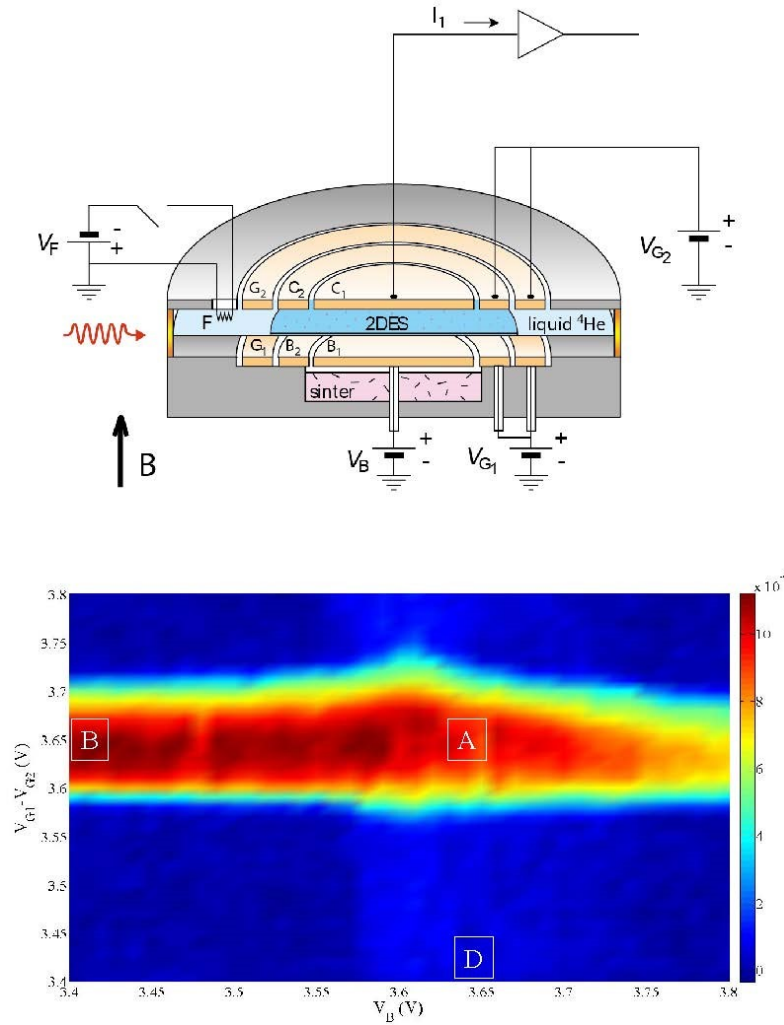 I1
-
+
VF
F
G2
C2
C1
2DES
liquid 4He
G1
B2
B1
sinter
+
-
VG2
B
VB
+
-
VG1
+
-
x 10
3.8
3.75
3.7
3.65
3.6
3.55
3.5
3.45
3.4
VG1-VG2 (V)
B
A
D
10
8
6
4
2
0
3.4
3.45
3.5
3.55
3.6
3.65
3.7
3.75
3.8
VB (V)